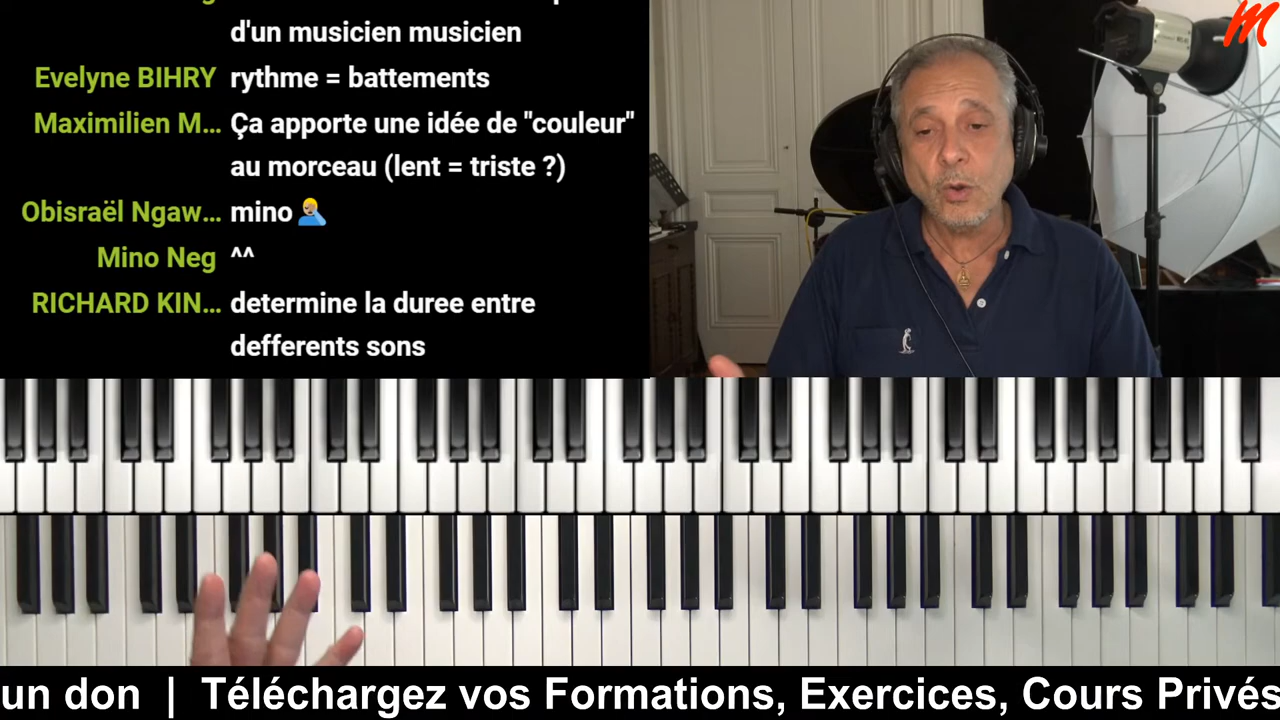 d'un musicien musicien
Evelyne BIHRY rythme = battements
Maximilien M... Ça apporte une idée de "couleur"
au morceau (lent = triste ?)
Obisraël Ngaw... mino
Mino Neg ^^
RICHARD KIN... determine la duree entre
defferents sons
un don | Téléchargez vos Formations, Exercices, Cours Privés